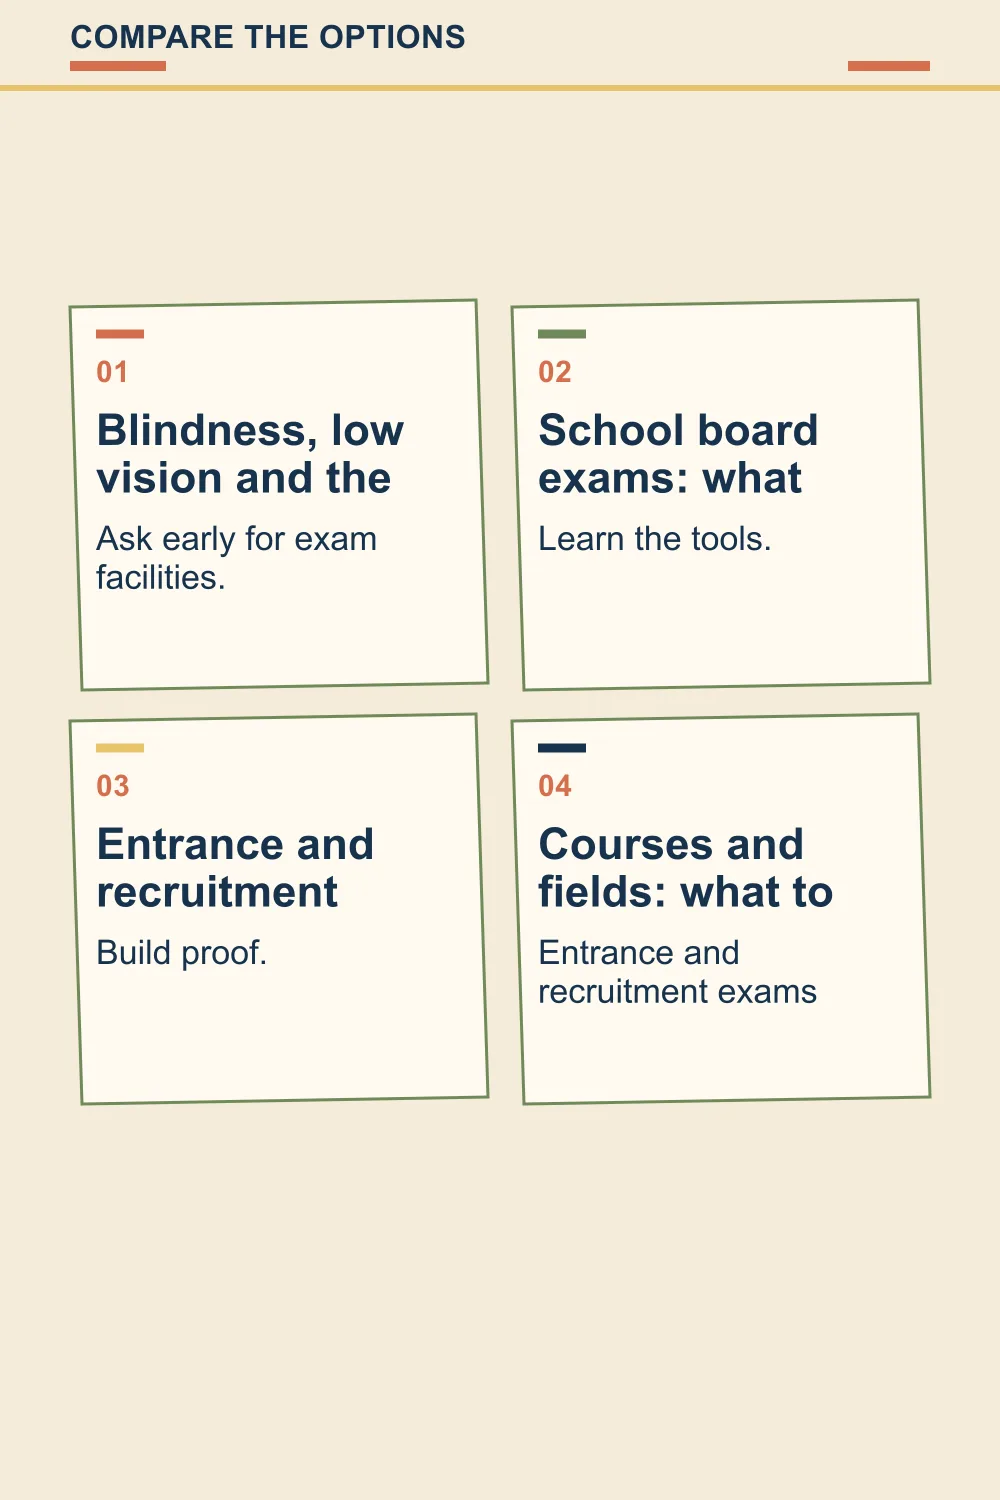 COMPARE THE OPTIONS
01
Blindness, low
vision and the
Ask early for exam
facilities.
02
School board
exams: what
Learn the tools.
03
Entrance and
recruitment
Build proof.
04
Courses and
fields: what to
Entrance and
recruitment exams